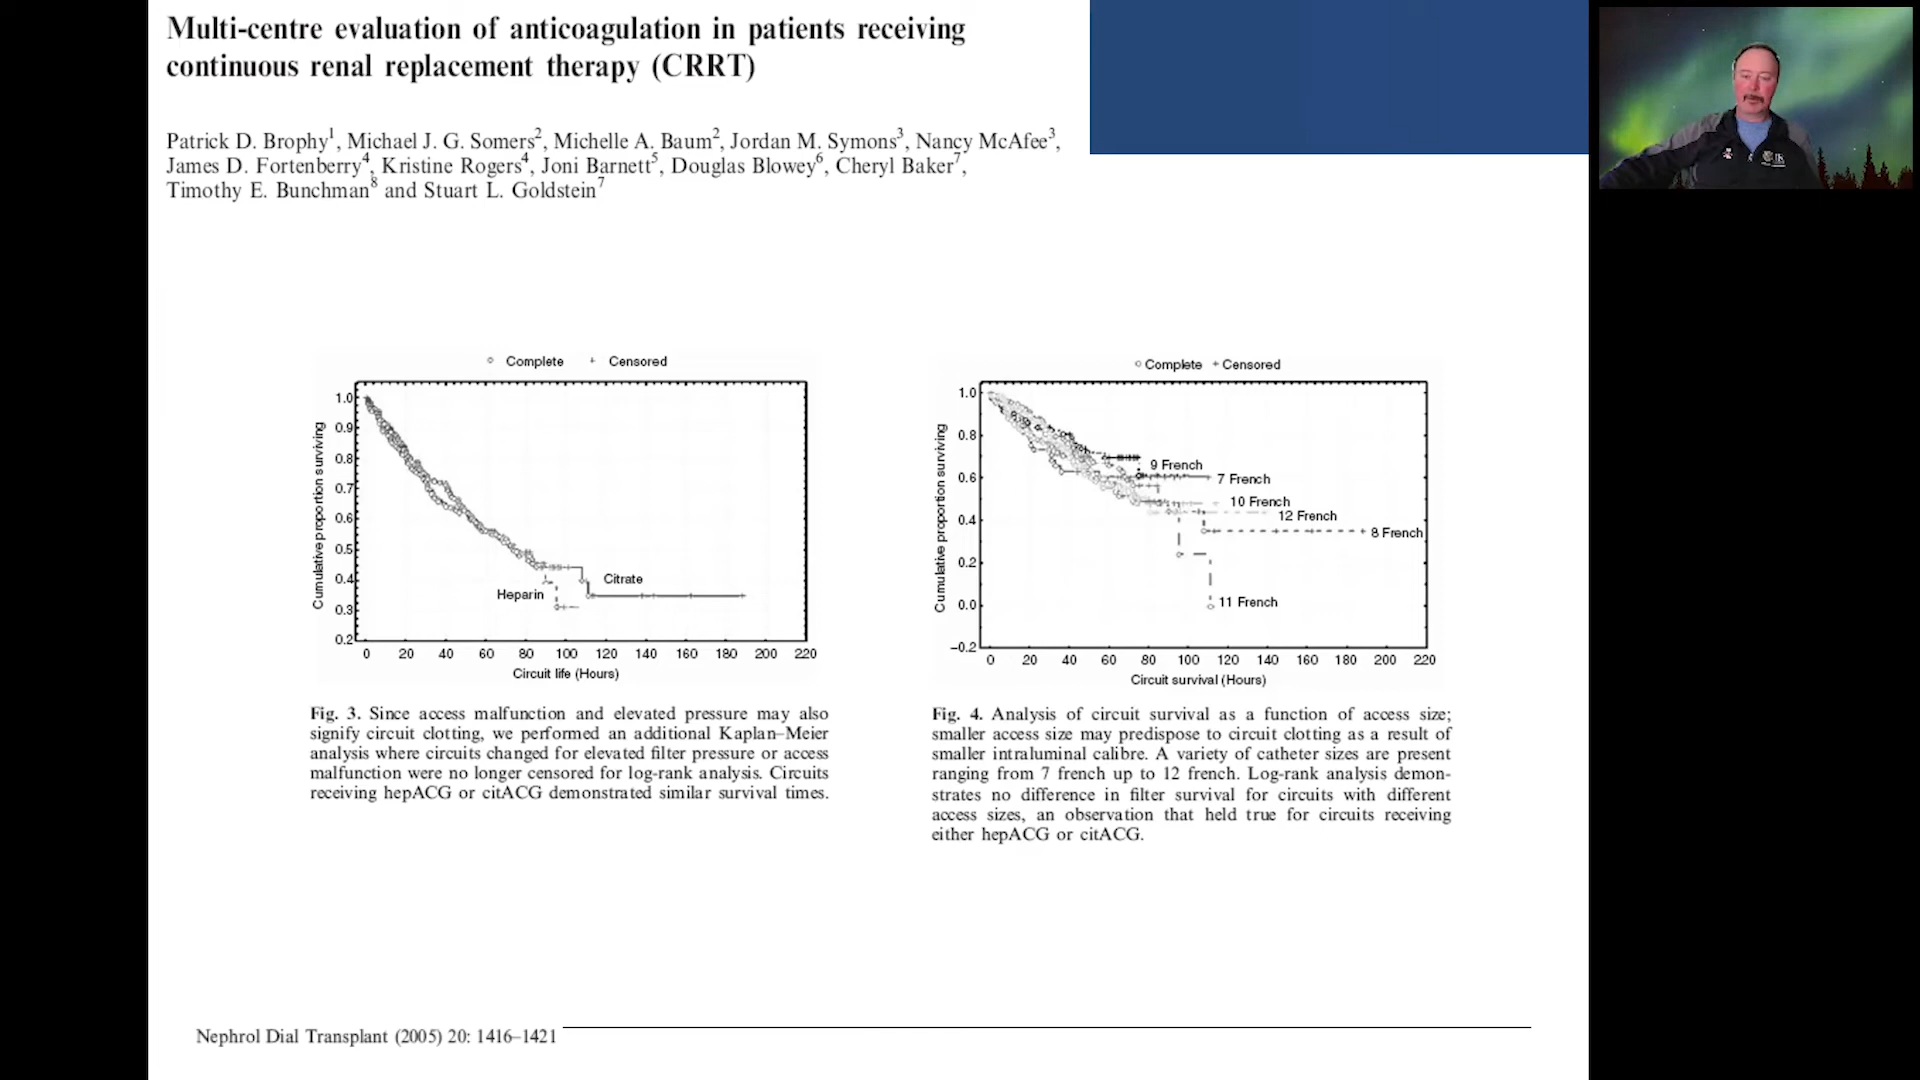 Multi-centre evaluation of anticoagulation in patients receiving
continuous renal replacement therapy (CRRT)
Patrick D. Brophy1, Michael J. G. Somers2, Michelle A. Baum2, Jordan M. Symons3, Nancy McAfee3,
James D. Fortenberry4, Kristine Rogers4, Joni Barnett5, Douglas Blowey6, Cheryl Baker7,
Timothy E. Bunchman8 and Stuart L. Goldstein7
Complete Censored
Cumulative proportion surviving
1.0
0.9
0.8
0.7
0.6
0.5
0.4
0.3
0.2
Citrate
Heparin
0 20 40 60 80 100 120 140 160 180 200 220
Circuit life (Hours)
Fig. 3. Since access malfunction and elevated pressure may also
signify circuit clotting, we performed an additional Kaplan–Meier
analysis where circuits changed for elevated filter pressure or access
malfunction were no longer censored for log-rank analysis. Circuits
receiving hepACG or citACG demonstrated similar survival times.
Complete Censored
Cumulative proportion surviving
1.0
0.8
0.6
0.4
0.2
0.0
−0.2
9 French
7 French
10 French
12 French
8 French
11 French
0 20 40 60 80 100 120 140 160 180 200 220
Circuit survival (Hours)
Fig. 4. Analysis of circuit survival as a function of access size;
smaller access size may predispose to circuit clotting as a result of
smaller intraluminal calibre. A variety of catheter sizes are present
ranging from 7 french up to 12 french. Log-rank analysis demon-
strates no difference in filter survival for circuits with different
access sizes, an observation that held true for circuits receiving
either hepACG or citACG.
Nephrol Dial Transplant (2005) 20: 1416–1421